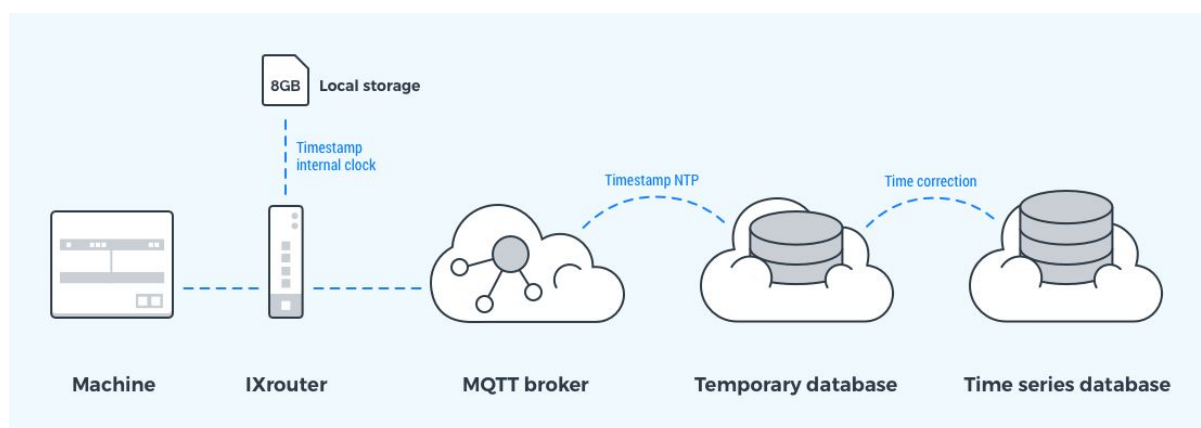 8GB
Local storage
Timestamp
internal clock
Timestamp NTP
Time correction
Machine
IXrouter
MQTT broker
Temporary database
Time series database